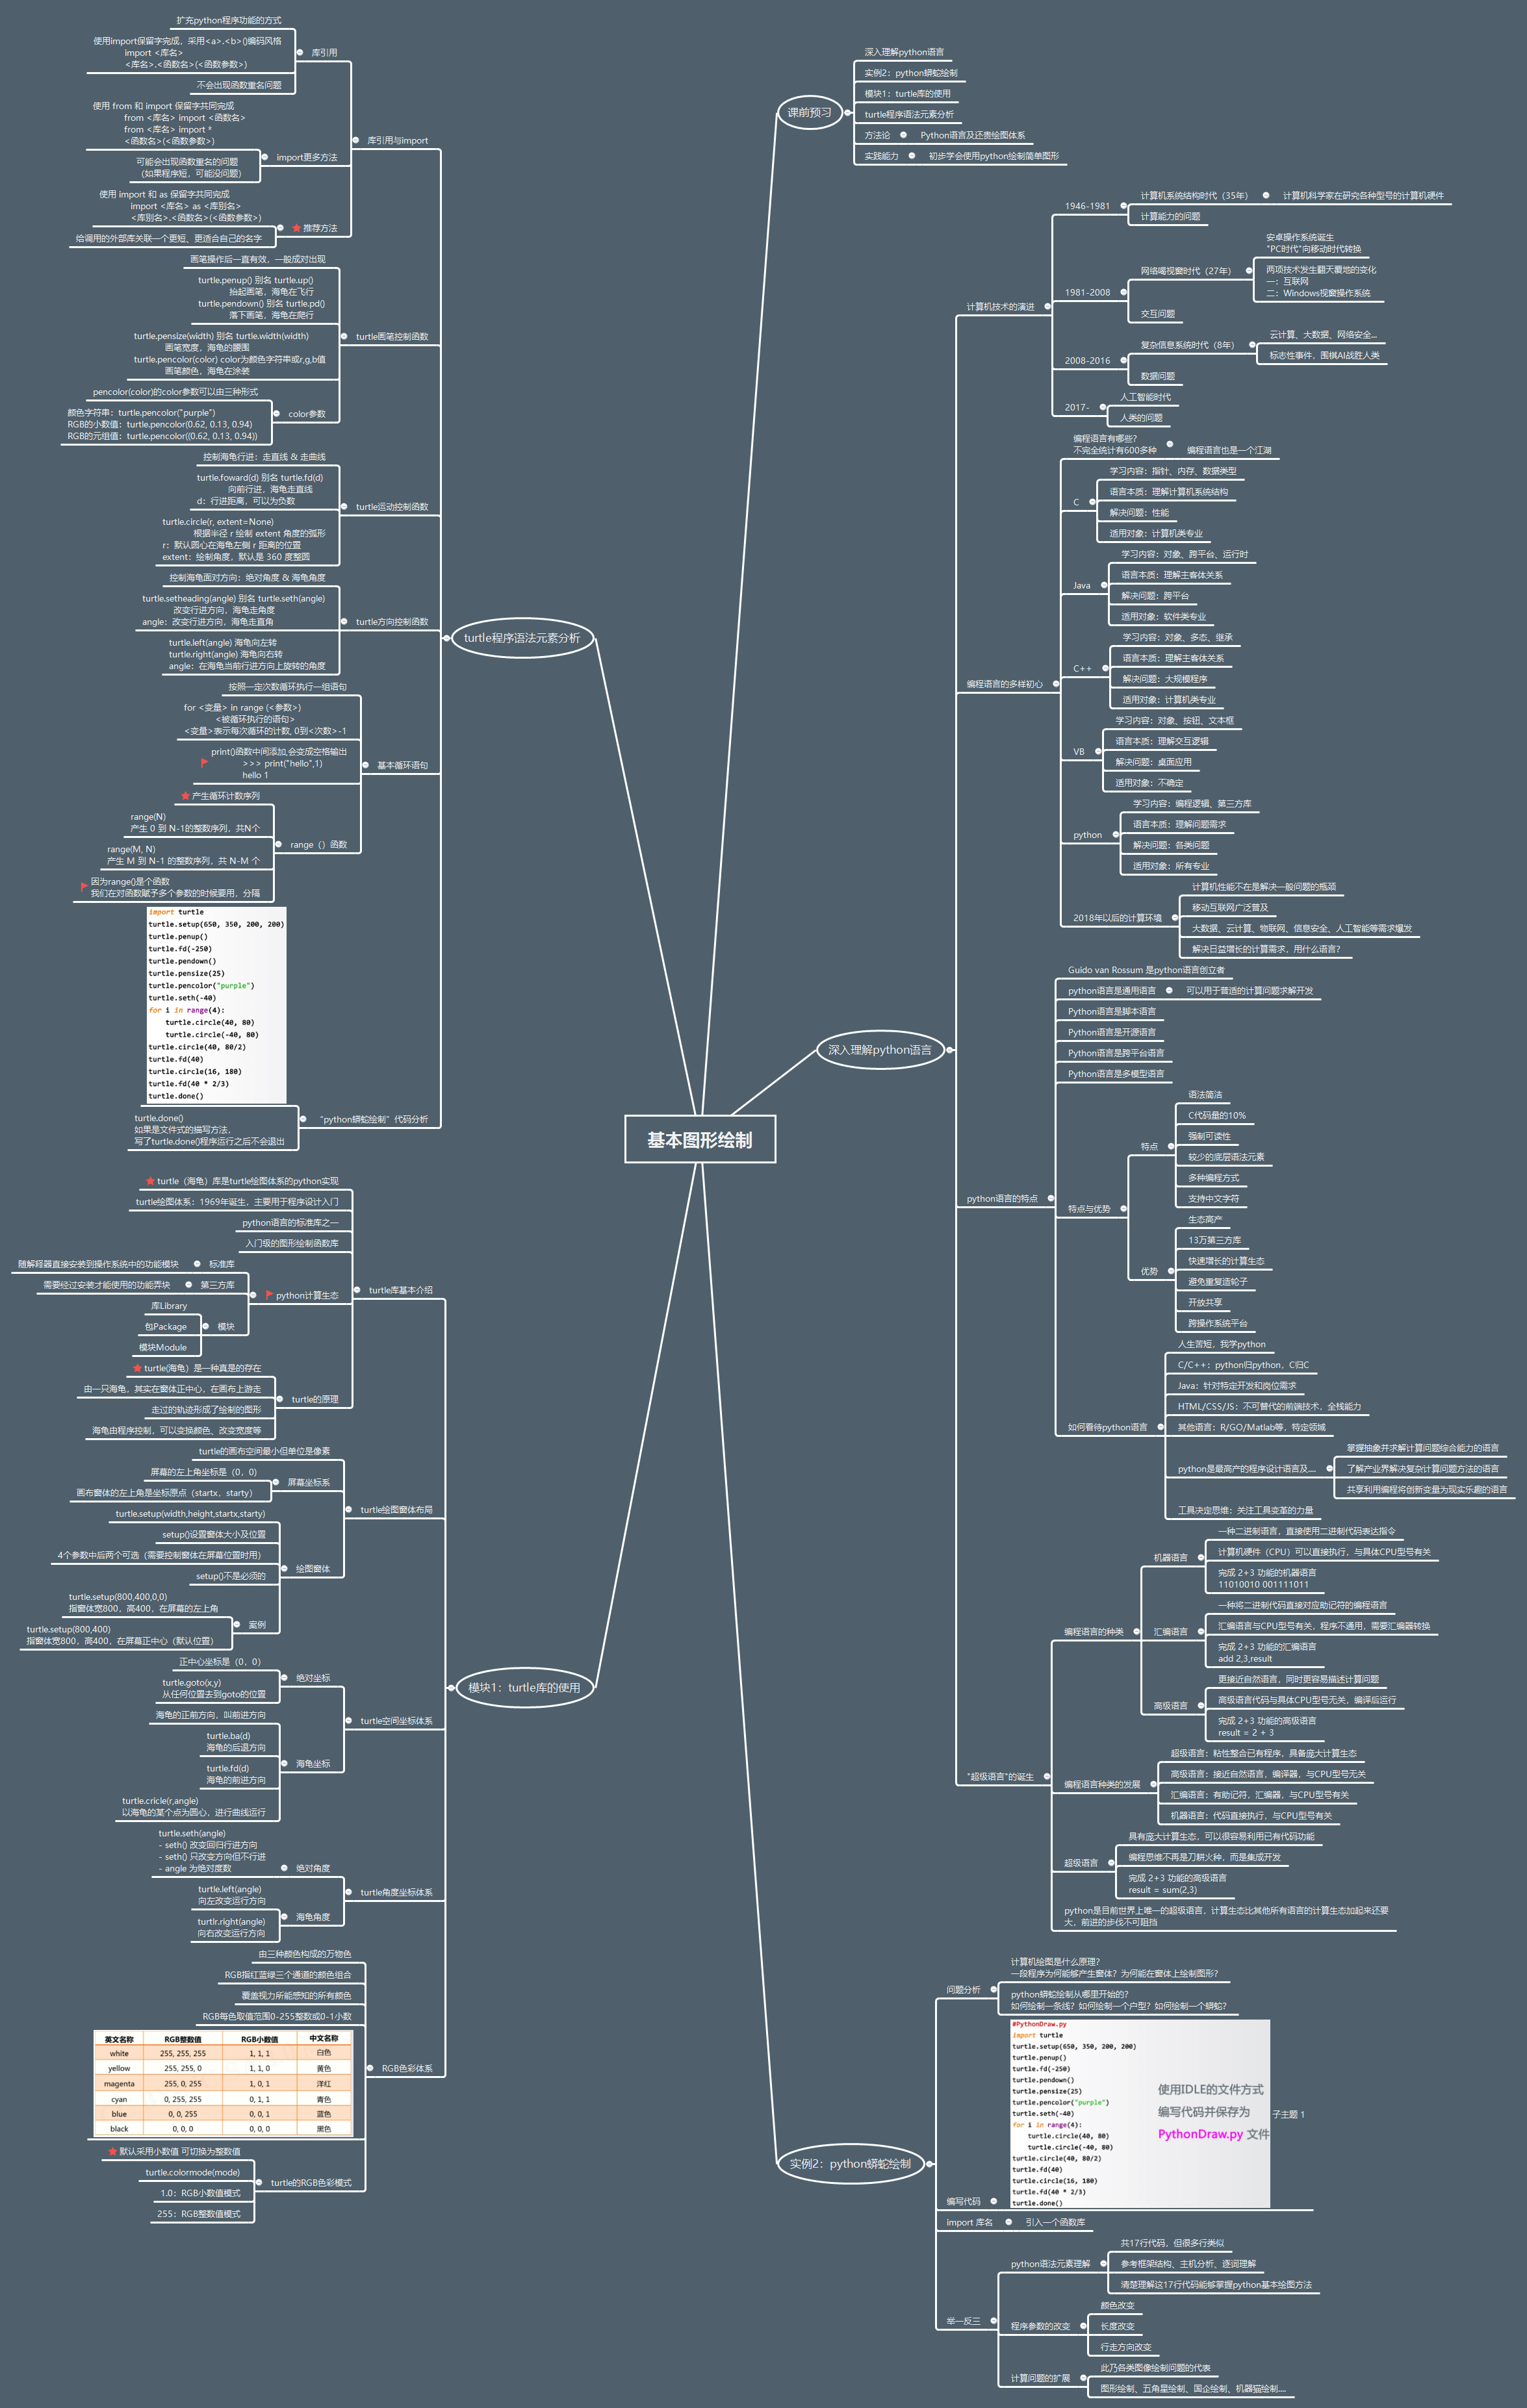 基本图形绘制
课前预习
深入理解python语言
实例2：python蟒蛇绘制
模块1：turtle库的使用
turtle程序语法元素分析
方法论
Python语言及还贵绘图体系
实践能力
初步学会使用python绘制简单图形
深入理解python语言
计算机技术的演进
1946-1981
计算机系统结构时代（35年）
计算机科学家在研究各种型号的计算机硬件
计算能力的问题
1981-2008
网络喝视窗时代（27年）
安卓操作系统诞生
"PC时代"向移动时代转换
两项技术发生翻天覆地的变化
一：互联网
二：Windows视窗操作系统
交互问题
2008-2016
复杂信息系统时代（8年）
云计算、大数据、网络安全...
标志性事件，围棋AI战胜人类
数据问题
2017-
人工智能时代
人类的问题
编程语言的多样初心
编程语言有哪些？
不完全统计有600多种
编程语言也是一个江湖
C
学习内容：指针、内存、数据类型
语言本质：理解计算机系统结构
解决问题：性能
适用对象：计算机类专业
Java
学习内容：对象、跨平台、运行时
语言本质：理解主客体关系
解决问题：跨平台
适用对象：软件类专业
C++
学习内容：对象、多态、继承
语言本质：理解主客体关系
解决问题：大规模程序
适用对象：计算机类专业
VB
学习内容：对象、按钮、文本框
语言本质：理解交互逻辑
解决问题：桌面应用
适用对象：不确定
python
学习内容：编程逻辑、第三方库
语言本质：理解问题需求
解决问题：各类问题
适用对象：所有专业
2018年以后的计算环境
计算机性能不在是解决一般问题的瓶颈
移动互联网广泛普及
大数据、云计算、物联网、信息安全、人工智能等需求爆发
解决日益增长的计算需求，用什么语言？
python语言的特点
Guido van Rossum 是python语言创立者
python语言是通用语言
可以用于普适的计算问题求解开发
Python语言是脚本语言
Python语言是开源语言
Python语言是跨平台语言
Python语言是多模型语言
特点与优势
特点
语法简洁
C代码量的10%
强制可读性
较少的底层语法元素
多种编程方式
支持中文字符
优势
生态高产
13万第三方库
快速增长的计算生态
避免重复造轮子
开放共享
跨操作系统平台
如何看待python语言
人生苦短，我学python
C/C++：python归python，C归C
Java：针对特定开发和岗位需求
HTML/CSS/JS：不可替代的前端技术，全栈能力
其他语言：R/GO/Matlab等，特定领域
python是最高产的程序设计语言及....
掌握抽象并求解计算问题综合能力的语言
了解产业界解决复杂计算问题方法的语言
共享利用编程将创新变量为现实乐趣的语言
工具决定思维：关注工具变革的力量
"超级语言"的诞生
编程语言的种类
机器语言
一种二进制语言，直接使用二进制代码表达指令
计算机硬件（CPU）可以直接执行，与具体CPU型号有关
完成 2+3 功能的机器语言
11010010 001111011
汇编语言
一种将二进制代码直接对应助记符的编程语言
汇编语言与CPU型号有关，程序不通用，需要汇编器转换
完成 2+3 功能的汇编语言
add 2,3,result
高级语言
更接近自然语言，同时更容易描述计算问题
高级语言代码与具体CPU型号无关，编译后运行
完成 2+3 功能的高级语言
result = 2 + 3
编程语言种类的发展
超级语言：粘性整合已有程序，具备庞大计算生态
高级语言：接近自然语言，编译器，与CPU型号无关
汇编语言：有助记符，汇编器，与CPU型号有关
机器语言：代码直接执行，与CPU型号有关
超级语言
具有庞大计算生态，可以很容易利用已有代码功能
编程思维不再是刀耕火种，而是集成开发
完成 2+3 功能的高级语言
result = sum(2,3)
python是目前世界上唯一的超级语言，计算生态比其他所有语言的计算生态加起来还要
大，前进的步伐不可阻挡
实例2：python蟒蛇绘制
问题分析
计算机绘图是什么原理？
一段程序为何能够产生窗体？为何能在窗体上绘制图形？
python蟒蛇绘制从哪里开始的？
如何绘制一条线？如何绘制一个户型？如何绘制一个蟒蛇？
编写代码
#PythonDraw.py
import turtle
turtle.setup(650, 350, 200, 200)
turtle.penup()
turtle.fd(-250)
turtle.pendown()
turtle.pensize(25)
turtle.pencolor("purple")
turtle.seth(-40)
for i in range(4):
turtle.circle(40, 80)
turtle.circle(-40, 80)
turtle.circle(40, 80/2)
turtle.fd(40)
turtle.circle(16, 180)
turtle.fd(40 * 2/3)
turtle.done()
使用IDLE的文件方式
编写代码并保存为
PythonDraw.py 文件
子主题 1
import 库名
引入一个函数库
举一反三
python语法元素理解
共17行代码，但很多行类似
参考框架结构、主机分析、逐词理解
清楚理解这17行代码能够掌握python基本绘图方法
程序参数的改变
颜色改变
长度改变
行走方向改变
计算问题的扩展
此乃各类图像绘制问题的代表
图形绘制、五角星绘制、国企绘制、机器猫绘制....
turtle程序语法元素分析
库引用与import
库引用
扩充python程序功能的方式
使用import保留字完成，采用<a>.<b>()编码风格
import <库名>
<库名>.<函数名>(<函数参数>)
不会出现函数重名问题
import更多方法
使用 from 和 import 保留字共同完成
from <库名> import <函数名>
from <库名> import *
<函数名>(<函数参数>)
可能会出现函数重名的问题
（如果程序短，可能没问题）
推荐方法
使用 import 和 as 保留字共同完成
import <库名> as <库别名>
<库别名>.<函数名>(<函数参数>)
给调用的外部库关联一个更短、更适合自己的名字
turtle画笔控制函数
画笔操作后一直有效，一般成对出现
turtle.penup() 别名 turtle.up()
抬起画笔，海龟在飞行
turtle.pendown() 别名 turtle.pd()
落下画笔，海龟在爬行
turtle.pensize(width) 别名 turtle.width(width)
画笔宽度，海龟的腰围
turtle.pencolor(color) color为颜色字符串或r,g,b值
画笔颜色，海龟在涂装
color参数
pencolor(color)的color参数可以由三种形式
颜色字符串：turtle.pencolor("purple")
RGB的小数值：turtle.pencolor(0.62, 0.13, 0.94)
RGB的元组值：turtle.pencolor((0.62, 0.13, 0.94))
turtle运动控制函数
控制海龟行进：走直线 & 走曲线
turtle.foward(d) 别名 turtle.fd(d)
向前行进，海龟走直线
d：行进距离，可以为负数
turtle.circle(r, extent=None)
根据半径 r 绘制 extent 角度的弧形
r：默认圆心在海龟左侧 r 距离的位置
extent：绘制角度，默认是 360 度整圆
turtle方向控制函数
控制海龟面对方向：绝对角度 & 海龟角度
turtle.setheading(angle) 别名 turtle.seth(angle)
改变行进方向，海龟走角度
angle：改变行进方向，海龟走直角
turtle.left(angle) 海龟向左转
turtle.right(angle) 海龟向右转
angle：在海龟当前行进方向上旋转的角度
基本循环语句
按照一定次数循环执行一组语句
for <变量> in range (<参数>)
<被循环执行的语句>
<变量>表示每次循环的计数, 0到<次数>-1
print()函数中间添加,会变成空格输出
>>> print("hello",1)
hello 1
range（）函数
产生循环计数序列
range(N)
产生 0 到 N-1的整数序列，共N个
range(M, N)
产生 M 到 N-1 的整数序列，共 N-M 个
因为range()是个函数
我们在对函数赋予多个参数的时候要用，分隔
"python蟒蛇绘制"代码分析
import turtle
turtle.setup(650, 350, 200, 200)
turtle.penup()
turtle.fd(-250)
turtle.pendown()
turtle.pensize(25)
turtle.pencolor("purple")
turtle.seth(-40)
for i in range(4):
turtle.circle(40, 80)
turtle.circle(-40, 80)
turtle.circle(40, 80/2)
turtle.fd(40)
turtle.circle(16, 180)
turtle.fd(40 * 2/3)
turtle.done()
turtle.done()
如果是文件式的描写方法，
写了turtle.done()程序运行之后不会退出
模块1：turtle库的使用
turtle库基本介绍
turtle（海龟）库是turtle绘图体系的python实现
turtle绘图体系：1969年诞生，主要用于程序设计入门
python语言的标准库之一
入门级的图形绘制函数库
python计算生态
标准库
随解释器直接安装到操作系统中的功能模块
第三方库
需要经过安装才能使用的功能弄块
模块
库Library
包Package
模块Module
turtle的原理
turtle(海龟）是一种真是的存在
由一只海龟，其实在窗体正中心，在画布上游走
走过的轨迹形成了绘制的图形
海龟由程序控制，可以变换颜色、改变宽度等
turtle绘图窗体布局
turtle的画布空间最小但单位是像素
屏幕坐标系
屏幕的左上角坐标是（0，0）
画布窗体的左上角是坐标原点（startx，starty）
绘图窗体
turtle.setup(width,height,startx,starty)
setup()设置窗体大小及位置
4个参数中后两个可选（需要控制窗体在屏幕位置时用）
setup()不是必须的
案例
turtle.setup(800,400,0,0)
指窗体宽800，高400，在屏幕的左上角
turtle.setup(800,400)
指窗体宽800，高400，在屏幕正中心（默认位置）
turtle空间坐标体系
绝对坐标
正中心坐标是（0，0）
turtle.goto(x,y)
从任何位置去到goto的位置
海龟坐标
海龟的正前方向，叫前进方向
turtle.ba(d)
海龟的后退方向
turtle.fd(d)
海龟的前进方向
turtle.cricle(r,angle)
以海龟的某个点为圆心，进行曲线运行
turtle角度坐标体系
绝对角度
turtle.seth(angle)
- seth() 改变回归行进方向
- seth() 只改变方向但不行进
- angle 为绝对度数
海龟角度
turtle.left(angle)
向左改变运行方向
turtlr.right(angle)
向右改变运行方向
RGB色彩体系
由三种颜色构成的万物色
RGB指红蓝绿三个通道的颜色组合
覆盖视力所能感知的所有颜色
RGB每色取值范围0-255整数或0-1小数
英文名称 RGB整数值 RGB小数值 中文名称
white 255, 255, 255 1, 1, 1 白色
yellow 255, 255, 0 1, 1, 0 黄色
magenta 255, 0, 255 1, 0, 1 洋红
cyan 0, 255, 255 0, 1, 1 青色
blue 0, 0, 255 0, 0, 1 蓝色
black 0, 0, 0 0, 0, 0 黑色
turtle的RGB色彩模式
默认采用小数值 可切换为整数值
turtle.colormode(mode)
1.0：RGB小数值模式
255：RGB整数值模式